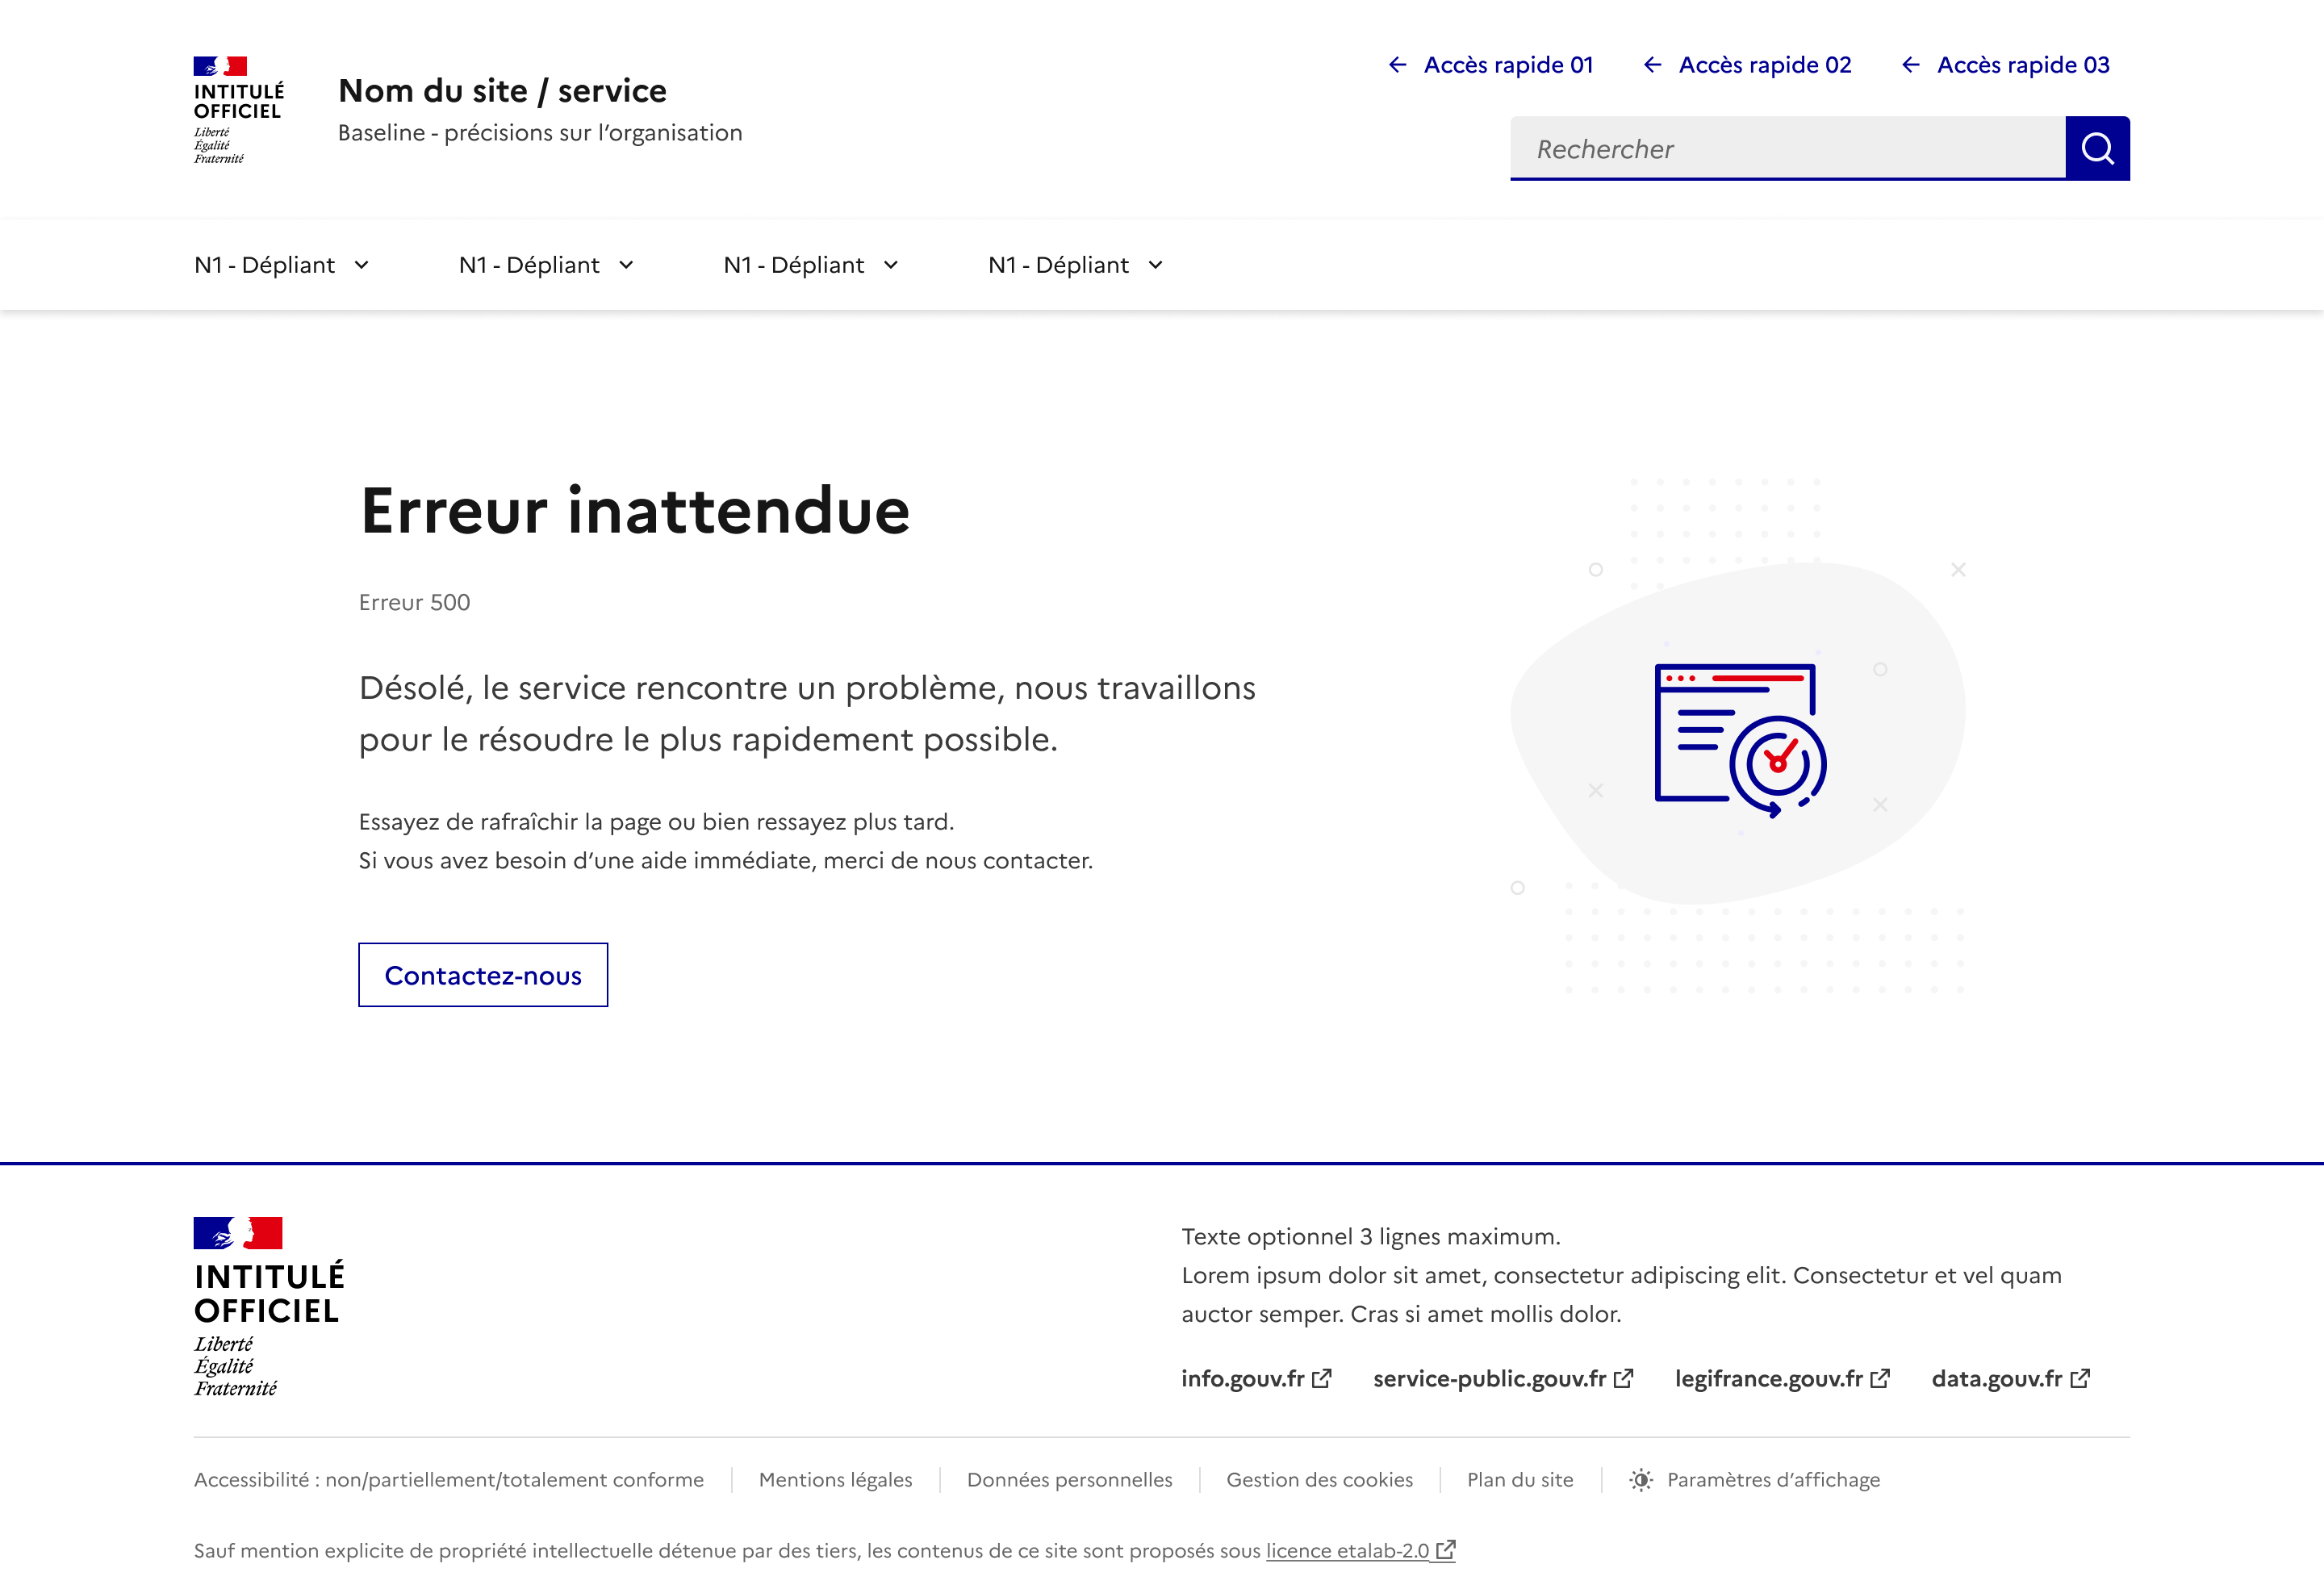 INTITULÉ
OFFICIEL
Liberté
Égalité
Fraternité
Nom du site / service
Baseline - précisions sur l’organisation
Accès rapide 01
Accès rapide 02
Accès rapide 03
Rechercher
N1 - Dépliant
N1 - Dépliant
N1 - Dépliant
N1 - Dépliant
Erreur inattendue
Erreur 500
Désolé, le service rencontre un problème, nous travaillons
pour le résoudre le plus rapidement possible.
Essayez de rafraîchir la page ou bien ressayez plus tard.
Si vous avez besoin d’une aide immédiate, merci de nous contacter.
Contactez-nous
INTITULÉ
OFFICIEL
Liberté
Égalité
Fraternité
Texte optionnel 3 lignes maximum.
Lorem ipsum dolor sit amet, consectetur adipiscing elit. Consectetur et vel quam
auctor semper. Cras si amet mollis dolor.
info.gouv.fr
service-public.gouv.fr
legifrance.gouv.fr
data.gouv.fr
Accessibilité : non/partiellement/totalement conforme
Mentions légales
Données personnelles
Gestion des cookies
Plan du site
Paramètres d’affichage
Sauf mention explicite de propriété intellectuelle détenue par des tiers, les contenus de ce site sont proposés sous licence etalab-2.0